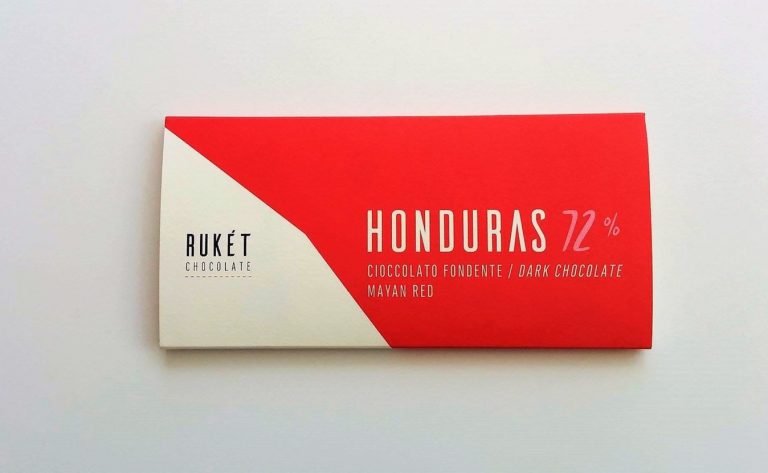 RUKÉT
CHOCOLATE
HONDURAS 72%
CIOCCOLATO FONDENTE / DARK CHOCOLATE
MAYAN RED